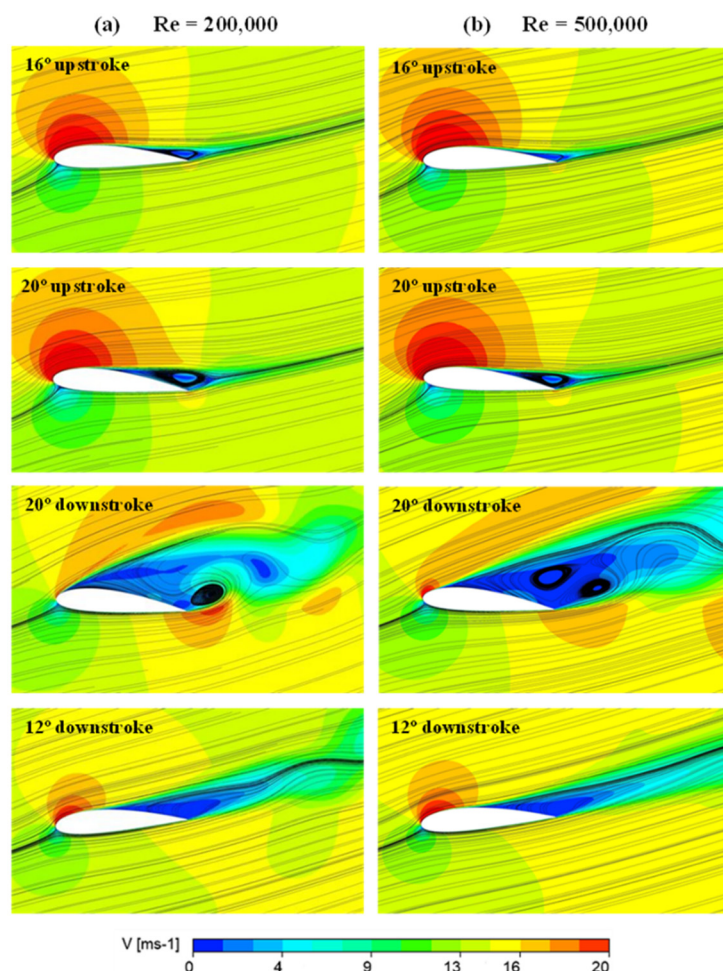 (a) Re = 200,000
(b) Re = 500,000
16° upstroke
16° upstroke
20° upstroke
20° upstroke
20° downstroke
20° downstroke
12° downstroke
12° downstroke
V [ms-1]
0 4 9 13 16 20